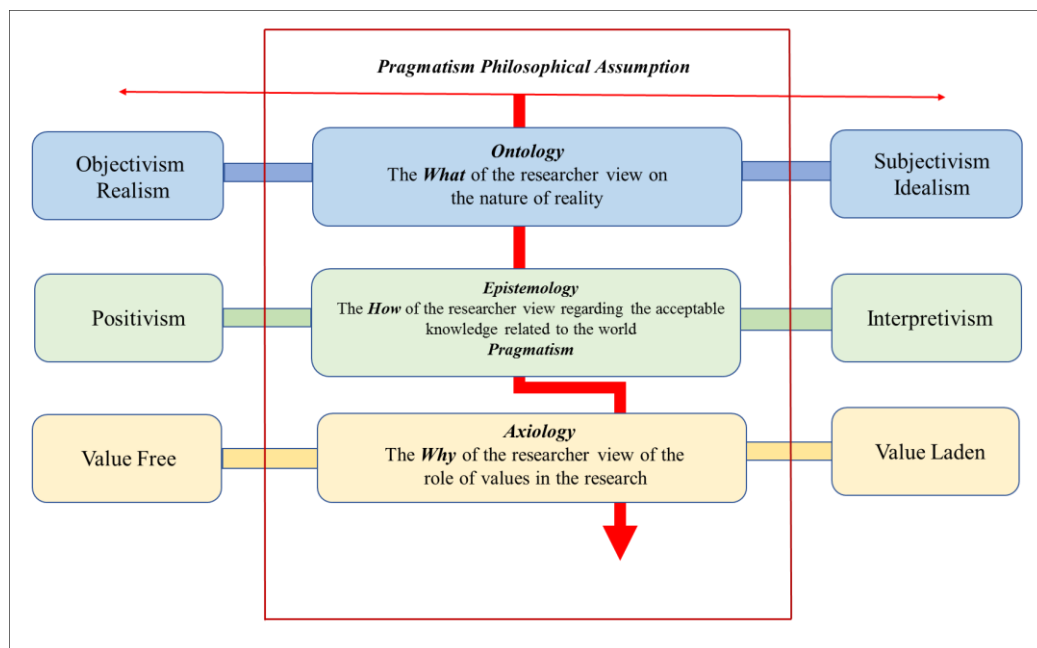 Pragmatism Philosophical Assumption
Objectivism
Realism
Ontology
The What of the researcher view on
the nature of reality
Subjectivism
Idealism
Positivism
Epistemology
The How of the researcher view regarding the acceptable
knowledge related to the world
Pragmatism
Interpretivism
Value Free
Axiology
The Why of the researcher view of the
role of values in the research
Value Laden